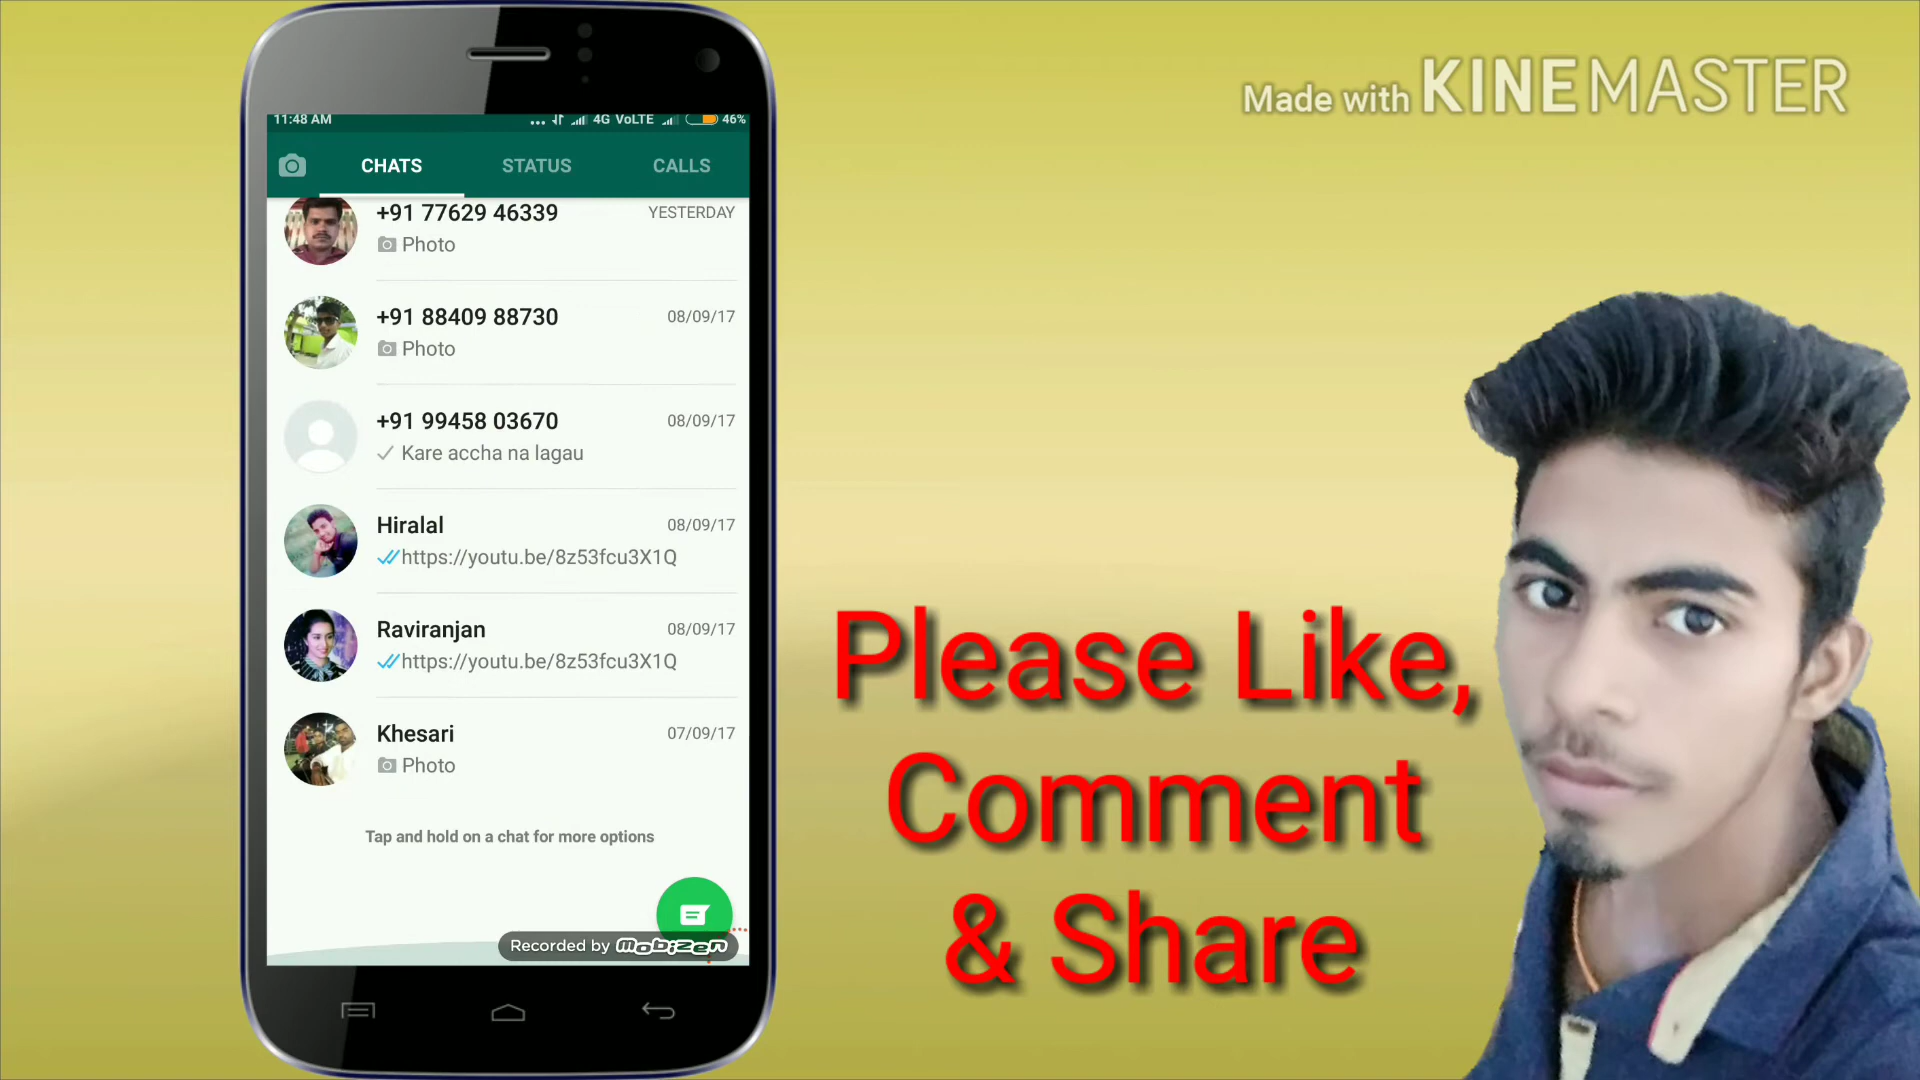 Made with KINEMASTER
11:48 AM ... 4G VoLTE 46%
CHATS STATUS CALLS
+91 77629 46339 YESTERDAY
Photo
+91 88409 88730 08/09/17
Photo
+91 99458 03670 08/09/17
Kare accha na lagau
Hiralal 08/09/17
https://youtu.be/8z53fcu3X1Q
Raviranjan 08/09/17
https://youtu.be/8z53fcu3X1Q
Khesari 07/09/17
Photo
Tap and hold on a chat for more options
Recorded by Mobizen
Please Like,
Comment
& Share